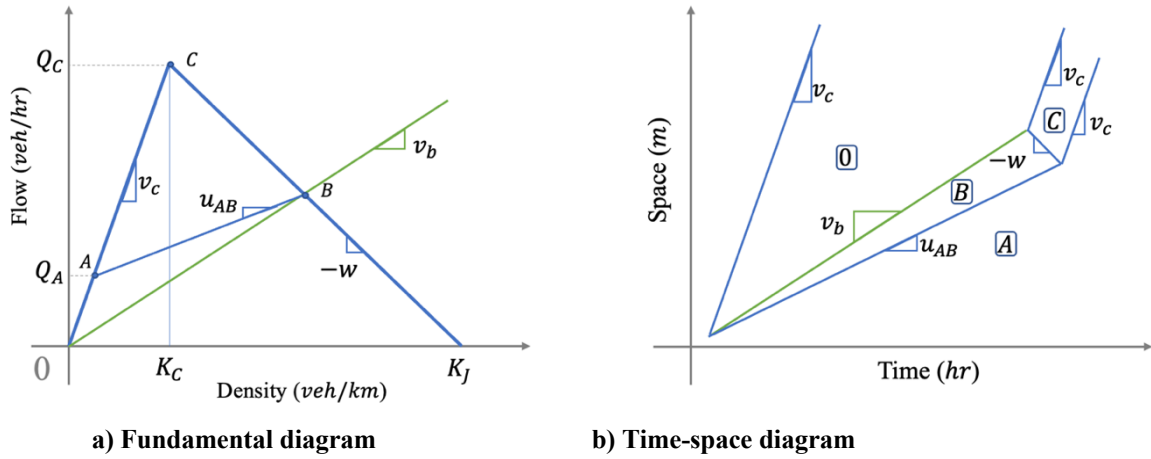 Q_C
C
Flow (veh/hr)
v_c
v_b
B
u_AB
A
Q_A
−w
0
K_C
K_J
Density (veh/km)
a) Fundamental diagram
Space (m)
v_c
v_c
C
v_c
0
−w
B
v_b
A
u_AB
Time (hr)
b) Time-space diagram